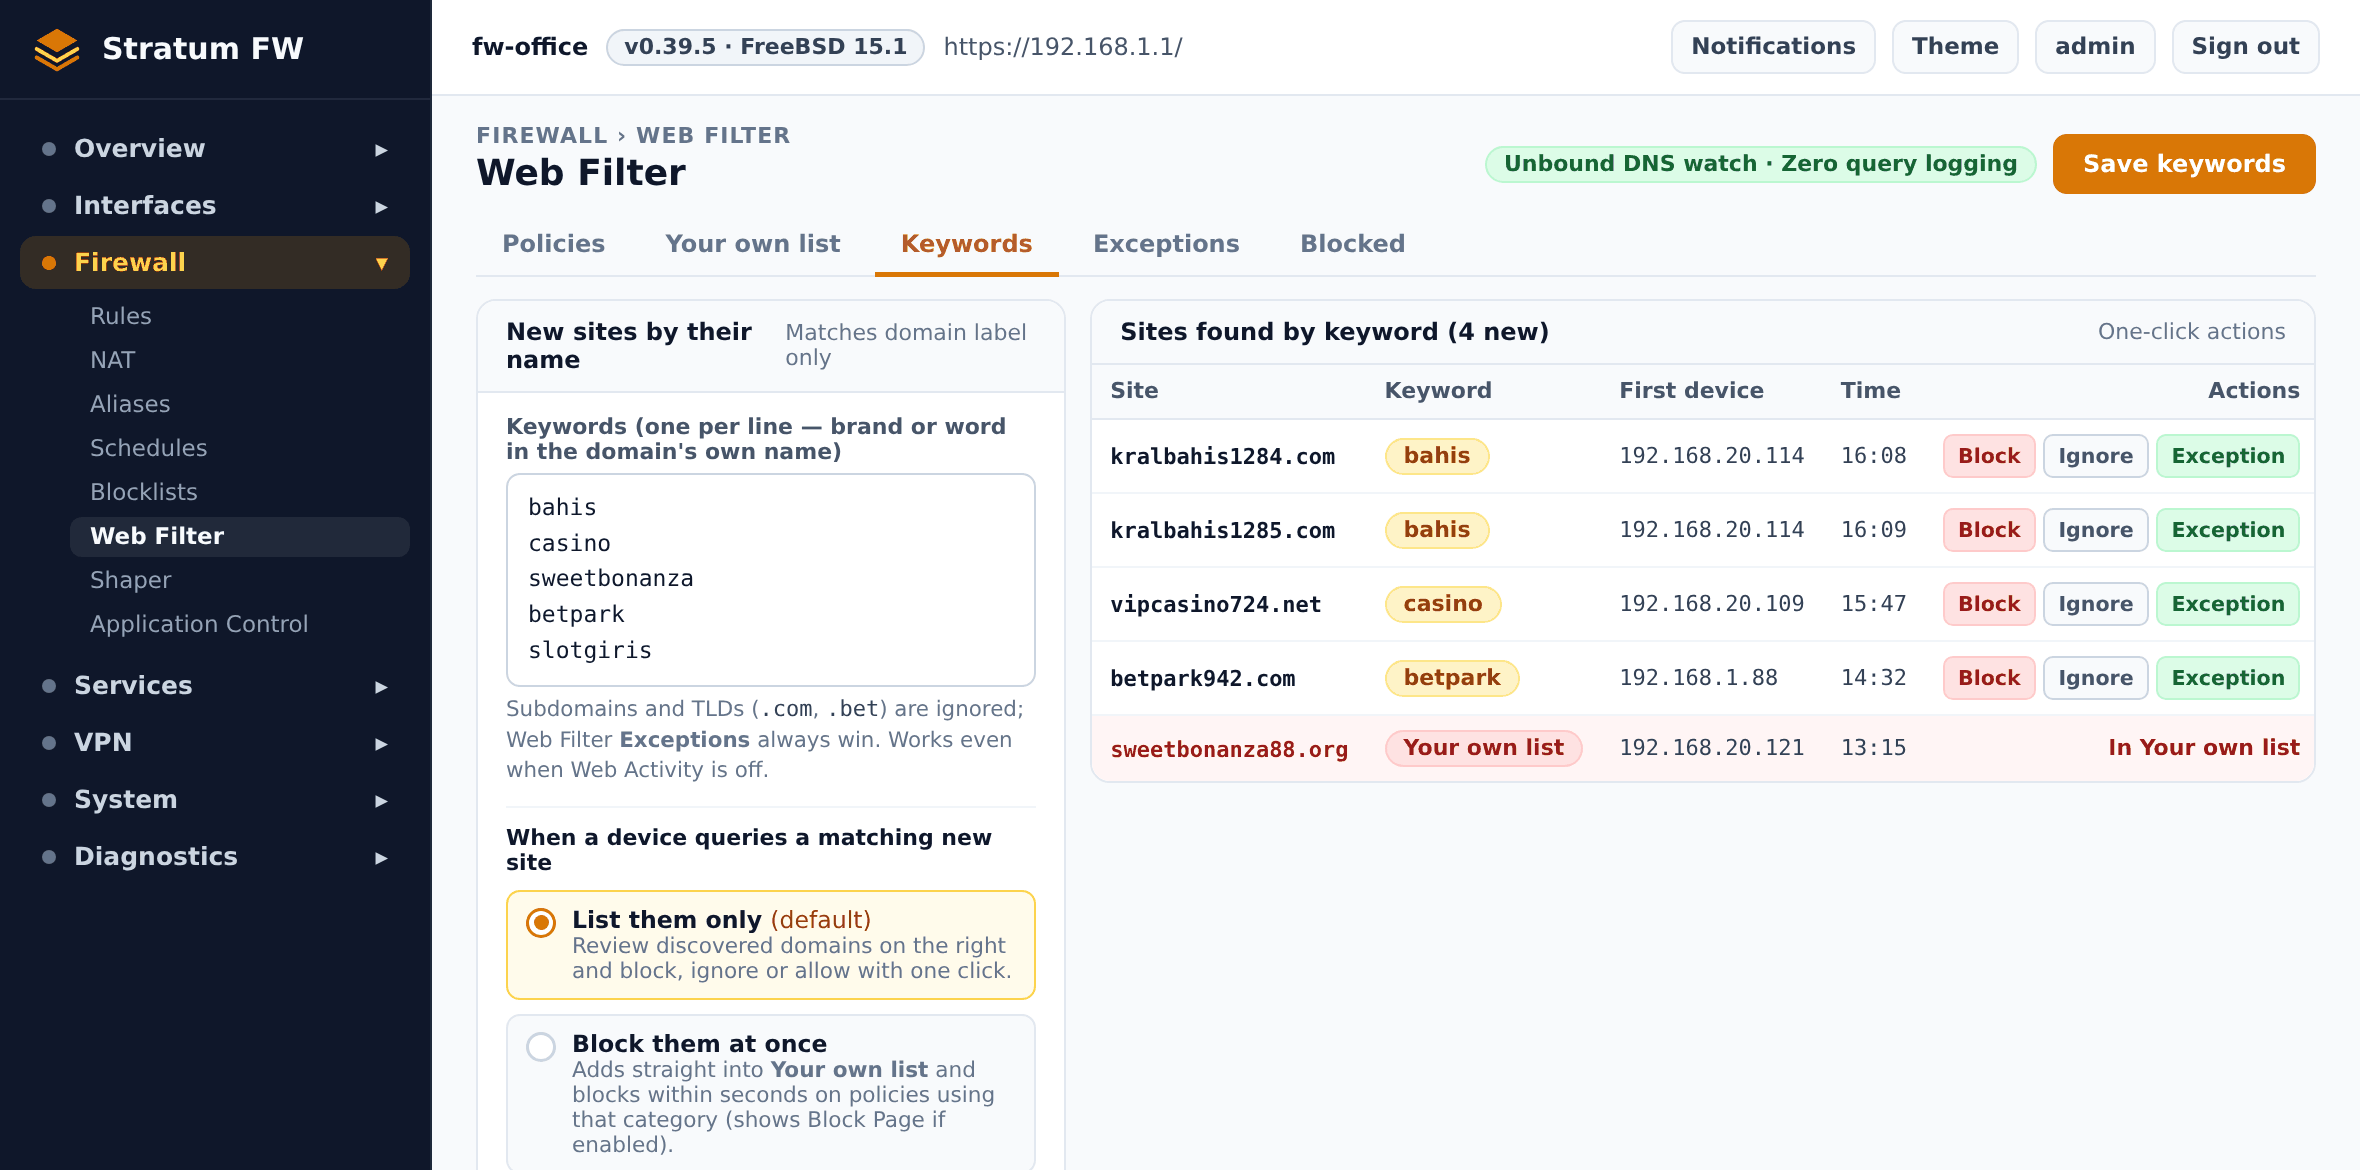 Stratum FW
Overview
Interfaces
Firewall
Rules
NAT
Aliases
Schedules
Blocklists
Web Filter
Shaper
Application Control
Services
VPN
System
Diagnostics
fw-office v0.39.5 · FreeBSD 15.1 https://192.168.1.1/ Notifications Theme admin Sign out
FIREWALL › WEB FILTER
Web Filter
Unbound DNS watch · Zero query logging Save keywords
Policies Your own list Keywords Exceptions Blocked
New sites by their name
Matches domain label only
Keywords (one per line — brand or word
in the domain's own name)
bahis
casino
sweetbonanza
betpark
slotgiris
Subdomains and TLDs (.com, .bet) are ignored;
Web Filter Exceptions always win. Works even
when Web Activity is off.
When a device queries a matching new
site
List them only (default)
Review discovered domains on the right
and block, ignore or allow with one click.
Block them at once
Adds straight into Your own list and
blocks within seconds on policies using
that category (shows Block Page if
enabled).
Sites found by keyword (4 new) One-click actions
Site Keyword First device Time Actions
kralbahis1284.com bahis 192.168.20.114 16:08 Block Ignore Exception
kralbahis1285.com bahis 192.168.20.114 16:09 Block Ignore Exception
vipcasino724.net casino 192.168.20.109 15:47 Block Ignore Exception
betpark942.com betpark 192.168.1.88 14:32 Block Ignore Exception
sweetbonanza88.org Your own list 192.168.20.121 13:15 In Your own list